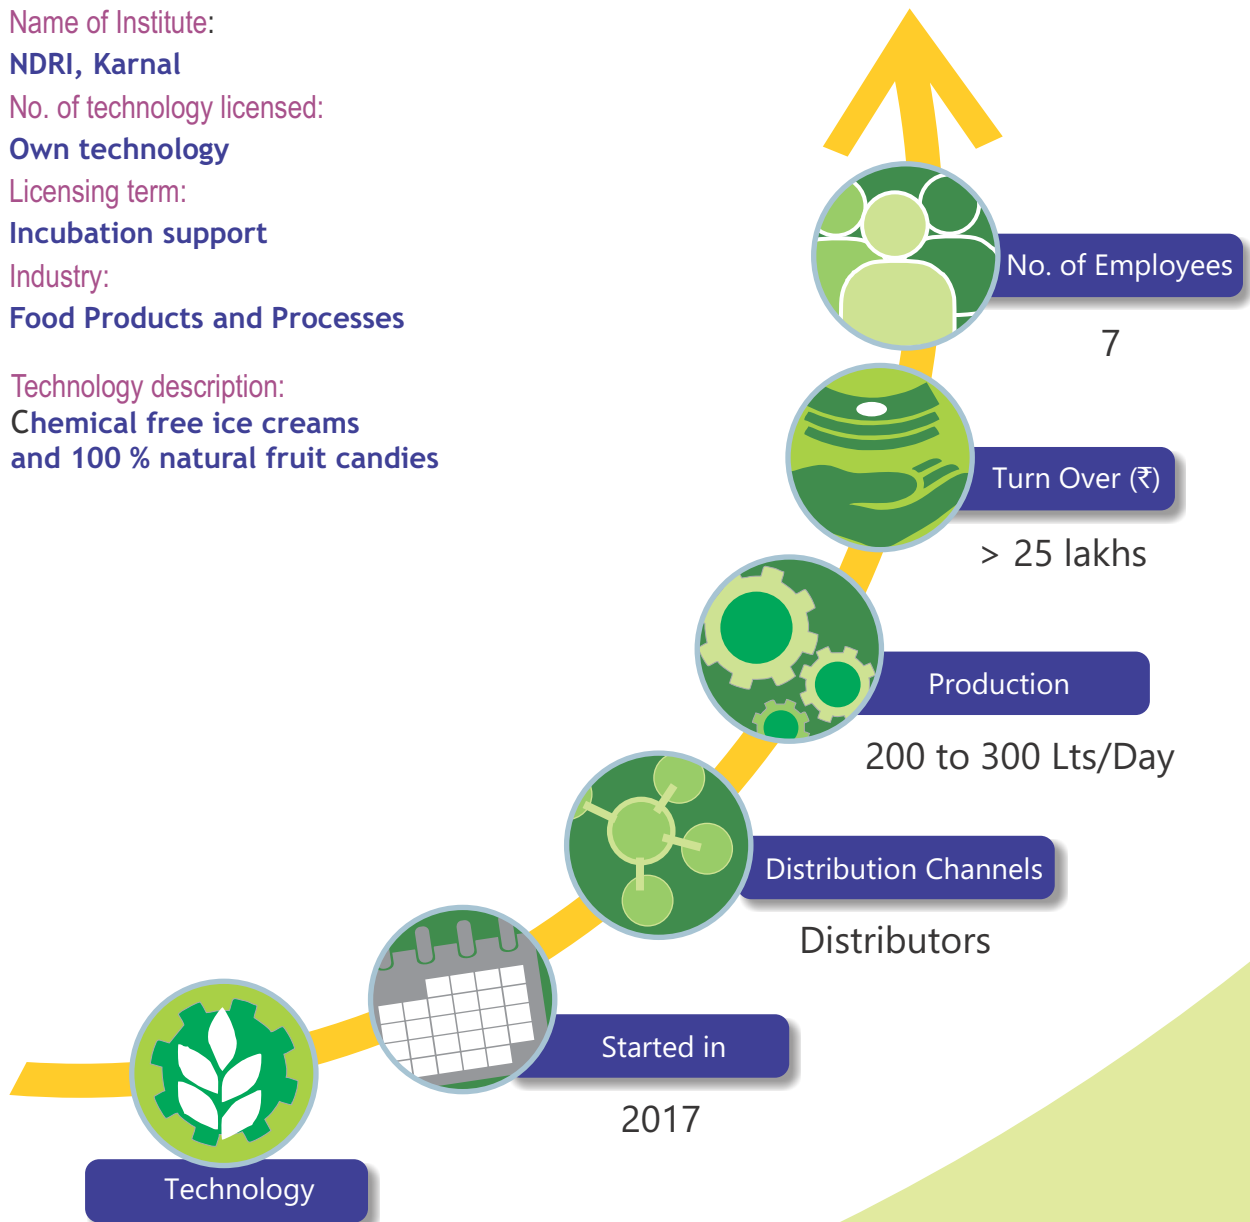 Name of Institute:
NDRI, Karnal
No. of technology licensed:
Own technology
Licensing term:
Incubation support
Industry:
Food Products and Processes
Technology description:
Chemical free ice creams
and 100 % natural fruit candies
No. of Employees
7
Turn Over (₹)
> 25 lakhs
Production
200 to 300 Lts/Day
Distribution Channels
Distributors
Started in
2017
Technology